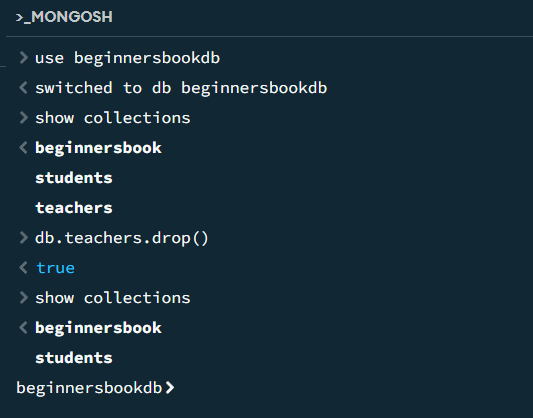 >_MONGOSH
> use beginnersbookdb
< switched to db beginnersbookdb
> show collections
< beginnersbook
students
teachers
> db.teachers.drop()
< true
> show collections
< beginnersbook
students
beginnersbookdb>